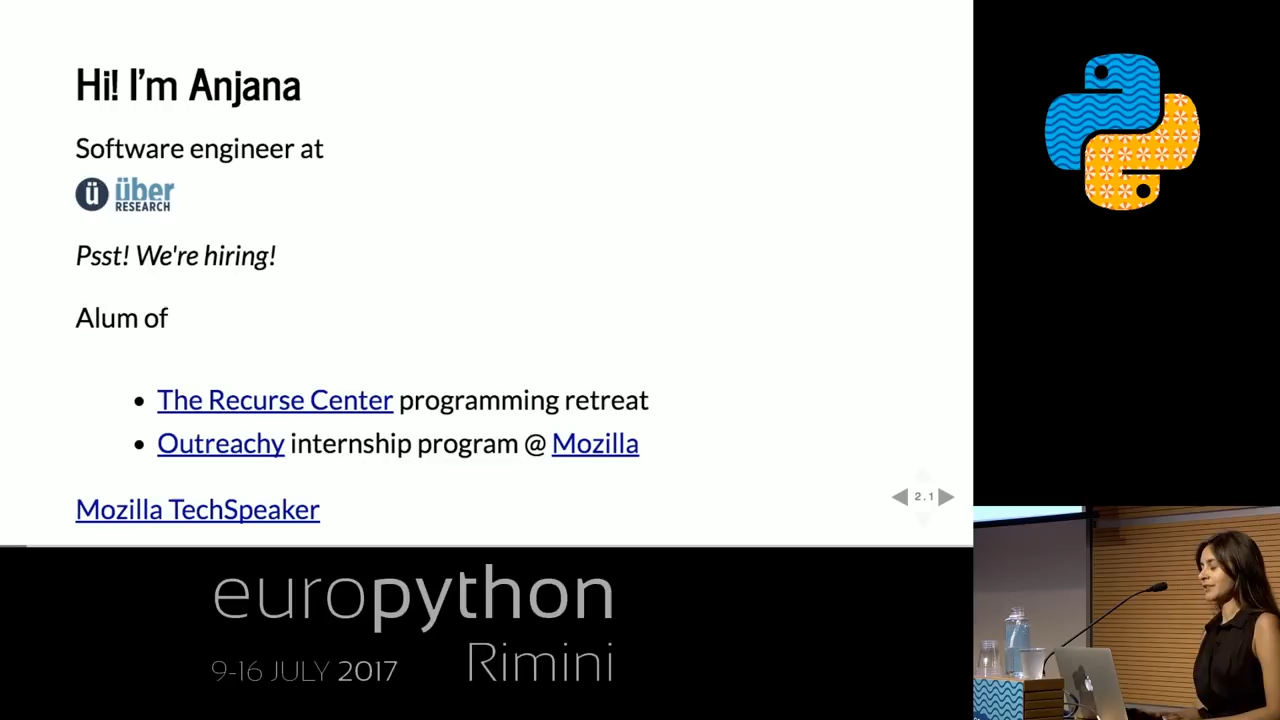 Hi! I'm Anjana
Software engineer at
ü über
RESEARCH
Psst! We're hiring!
Alum of
• The Recurse Center programming retreat
• Outreachy internship program @ Mozilla
Mozilla TechSpeaker
2.1
europython
9-16 JULY 2017 Rimini